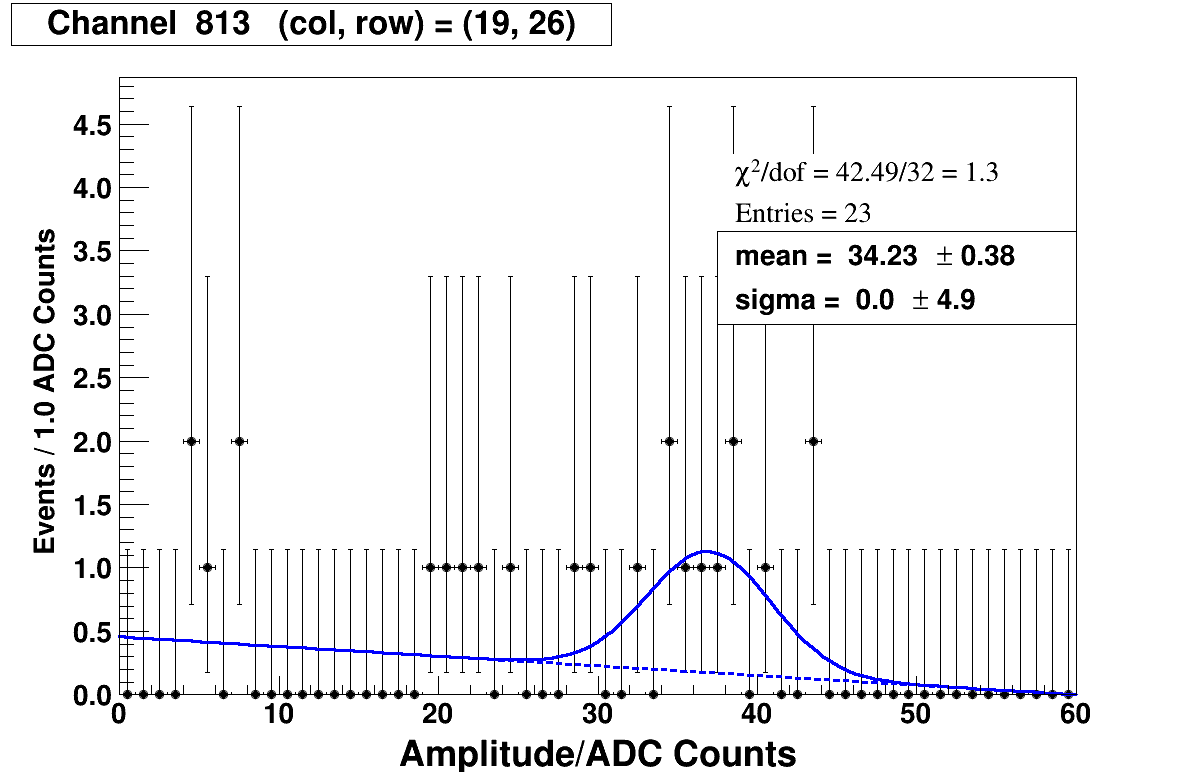 Channel 813 (col, row) = (19, 26)
χ²/dof = 42.49/32 = 1.3
Entries = 23
mean = 34.23 ± 0.38
sigma = 0.0 ± 4.9
Events / 1.0 ADC Counts
4.5
4.0
3.5
3.0
2.5
2.0
1.5
1.0
0.5
0.0
0 10 20 30 40 50 60
Amplitude/ADC Counts